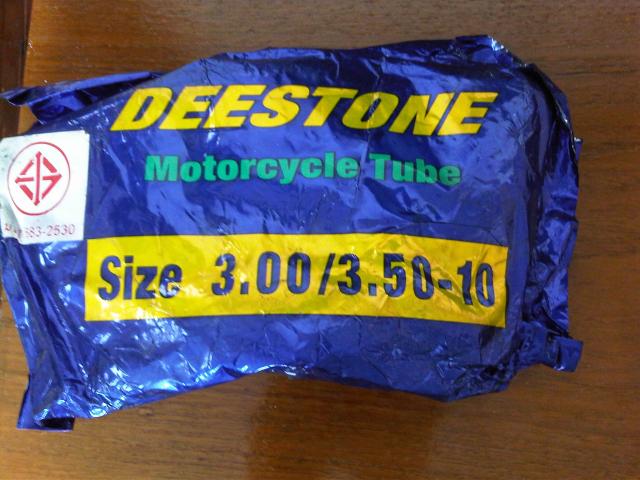 DEESTONE
Motorcycle Tube
683-2530
Size 3.00/3.50-10